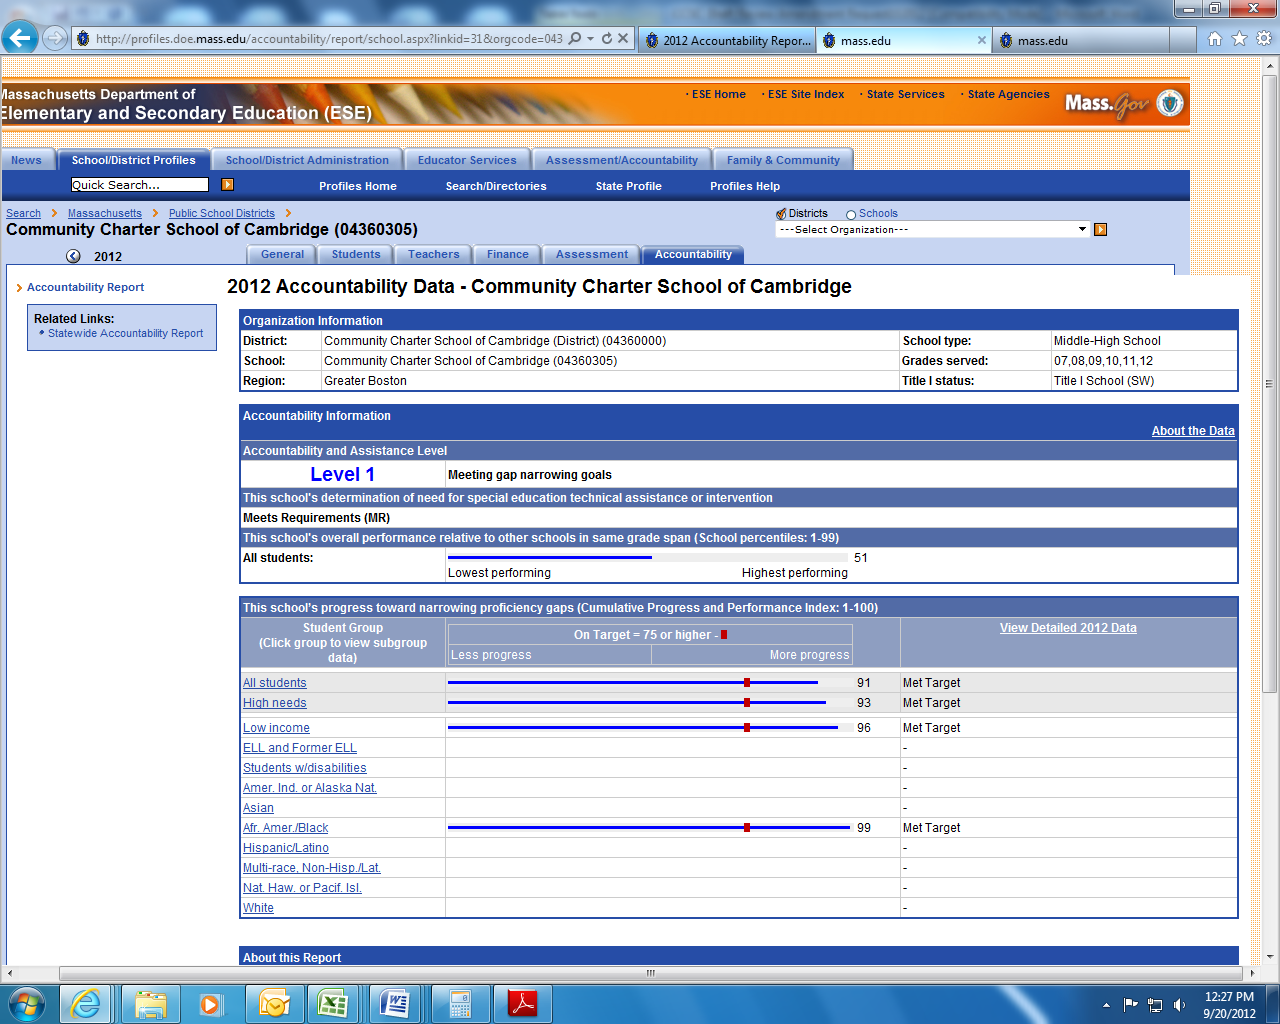 http://profiles.doe.mass.edu/accountability/report/school.aspx?linkid=31&orgcode=043
2012 Accountability Repor...
mass.edu
mass.edu
Massachusetts Department of
Elementary and Secondary Education (ESE)
· ESE Home · ESE Site Index · State Services · State Agencies
Mass.Gov
News School/District Profiles School/District Administration Educator Services Assessment/Accountability Family & Community
Quick Search... Profiles Home Search/Directories State Profile Profiles Help
Search Massachusetts Public School Districts
Districts Schools
Community Charter School of Cambridge (04360305)
---Select Organization---
2012
General Students Teachers Finance Assessment Accountability
Accountability Report
Related Links:
Statewide Accountability Report
2012 Accountability Data - Community Charter School of Cambridge
Organization Information
District: Community Charter School of Cambridge (District) (04360000) School type: Middle-High School
School: Community Charter School of Cambridge (04360305) Grades served: 07,08,09,10,11,12
Region: Greater Boston Title I status: Title I School (SW)
Accountability Information
About the Data
Accountability and Assistance Level
Level 1 Meeting gap narrowing goals
This school's determination of need for special education technical assistance or intervention
Meets Requirements (MR)
This school's overall performance relative to other schools in same grade span (School percentiles: 1-99)
All students: 51
Lowest performing Highest performing
This school's progress toward narrowing proficiency gaps (Cumulative Progress and Performance Index: 1-100)
Student Group
(Click group to view subgroup
data)
On Target = 75 or higher -
Less progress More progress
View Detailed 2012 Data
All students 91 Met Target
High needs 93 Met Target
Low income 96 Met Target
ELL and Former ELL -
Students w/disabilities -
Amer. Ind. or Alaska Nat. -
Asian -
Afr. Amer./Black 99 Met Target
Hispanic/Latino -
Multi-race, Non-Hisp./Lat. -
Nat. Haw. or Pacif. Isl. -
White -
About this Report
12:27 PM
9/20/2012